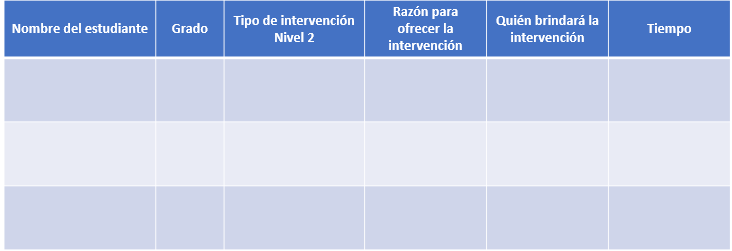 Nombre del estudiante
Grado
Tipo de intervención
Nivel 2
Razón para
ofrecer la
intervención
Quién brindará la
intervención
Tiempo